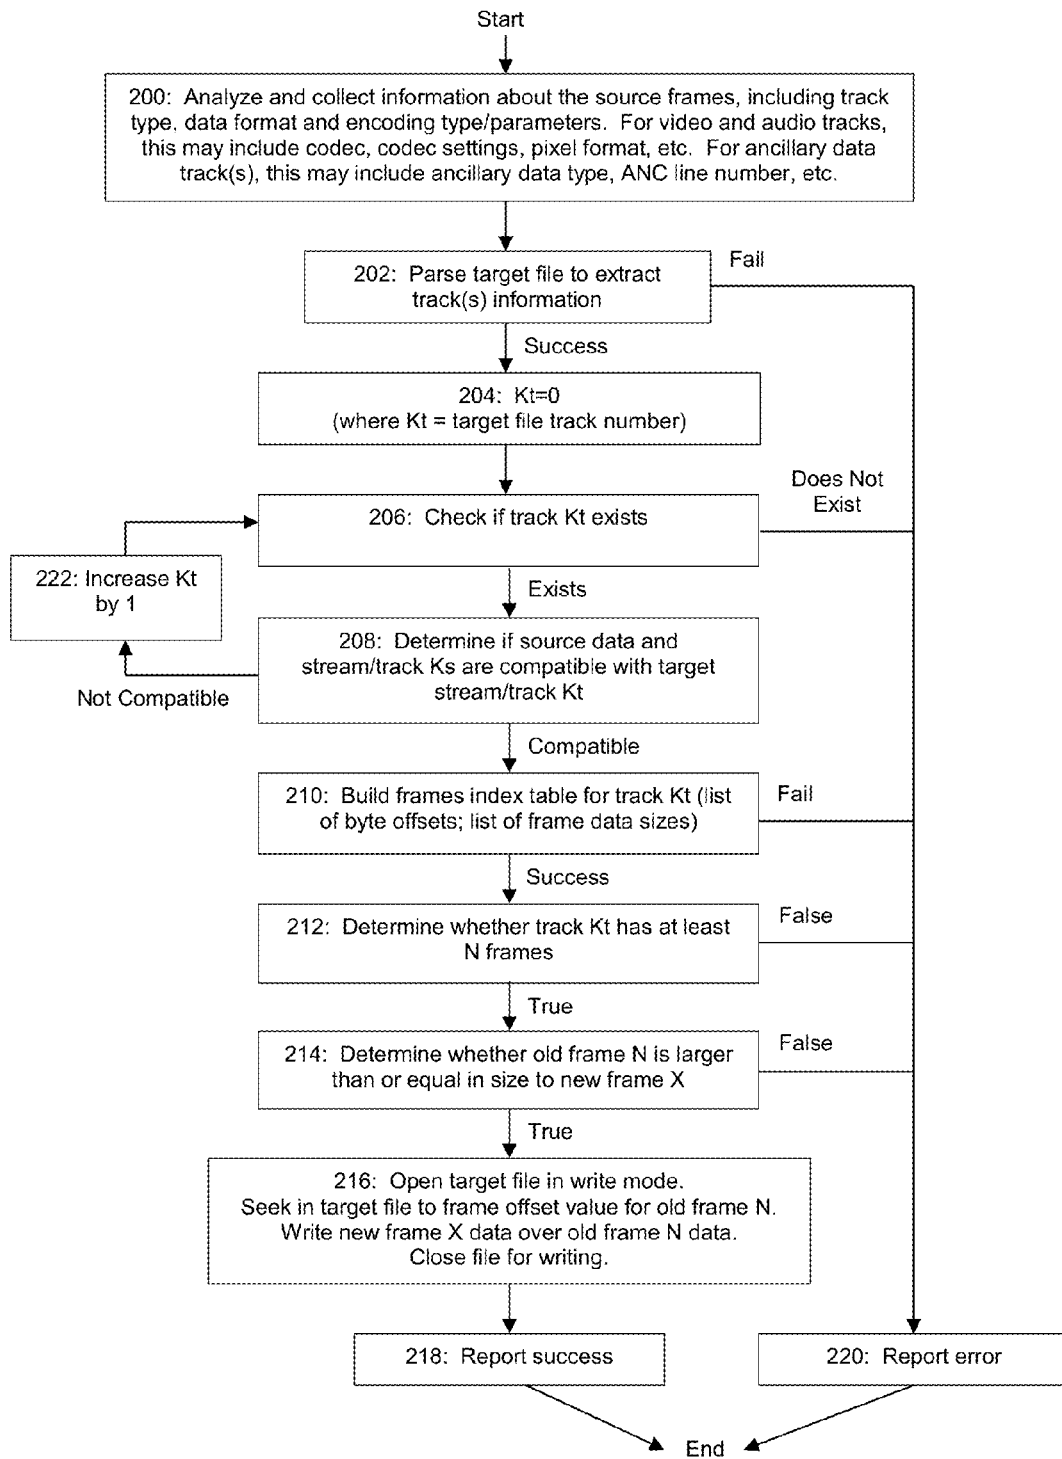 Start
200: Analyze and collect information about the source frames, including track
type, data format and encoding type/parameters. For video and audio tracks,
this may include codec, codec settings, pixel format, etc. For ancillary data
track(s), this may include ancillary data type, ANC line number, etc.
Fail
202: Parse target file to extract
track(s) information
Success
204: Kt=0
(where Kt = target file track number)
Does Not
Exist
206: Check if track Kt exists
222: Increase Kt
by 1
Exists
208: Determine if source data and
stream/track Ks are compatible with target
stream/track Kt
Not Compatible
Compatible
210: Build frames index table for track Kt (list
of byte offsets; list of frame data sizes)
Fail
Success
212: Determine whether track Kt has at least
N frames
False
True
214: Determine whether old frame N is larger
than or equal in size to new frame X
False
True
216: Open target file in write mode.
Seek in target file to frame offset value for old frame N.
Write new frame X data over old frame N data.
Close file for writing.
218: Report success
220: Report error
End